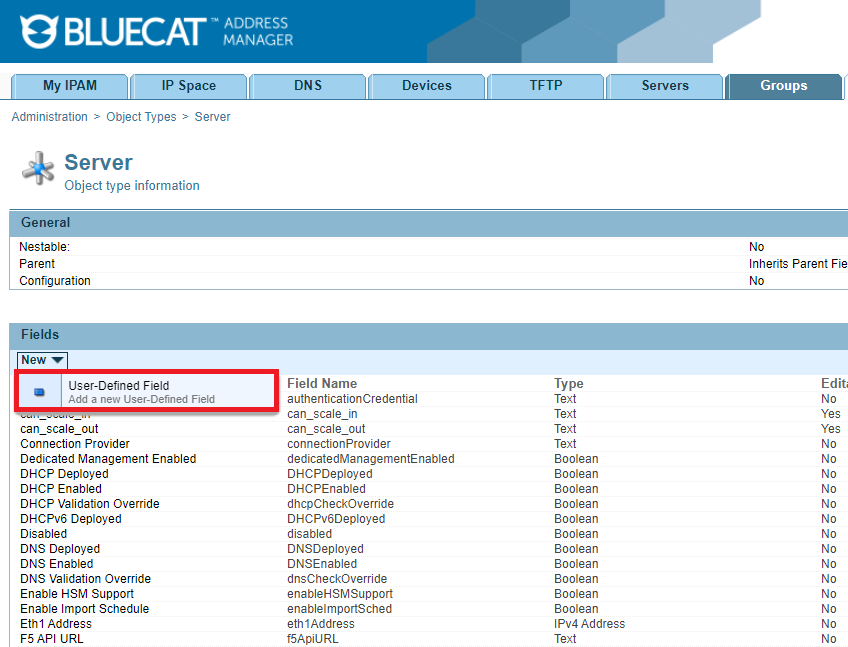 BLUECAT™ ADDRESS MANAGER
My IPAM IP Space DNS Devices TFTP Servers Groups
Administration > Object Types > Server
Server
Object type information
General
Nestable: No
Parent Inherits Parent Fie
Configuration No
Fields
New
User-Defined Field
Add a new User-Defined Field
Field Name Type Edita
authenticationCredential Text No
can_scale_in can_scale_in Text Yes
can_scale_out can_scale_out Text Yes
Connection Provider connectionProvider Text No
Dedicated Management Enabled dedicatedManagementEnabled Boolean No
DHCP Deployed DHCPDeployed Boolean No
DHCP Enabled DHCPEnabled Boolean No
DHCP Validation Override dhcpCheckOverride Boolean No
DHCPv6 Deployed DHCPv6Deployed Boolean No
Disabled disabled Boolean No
DNS Deployed DNSDeployed Boolean No
DNS Enabled DNSEnabled Boolean No
DNS Validation Override dnsCheckOverride Boolean No
Enable HSM Support enableHSMSupport Boolean No
Enable Import Schedule enableImportSched Boolean No
Eth1 Address eth1Address IPv4 Address No
F5 API URL f5ApiURL Text No